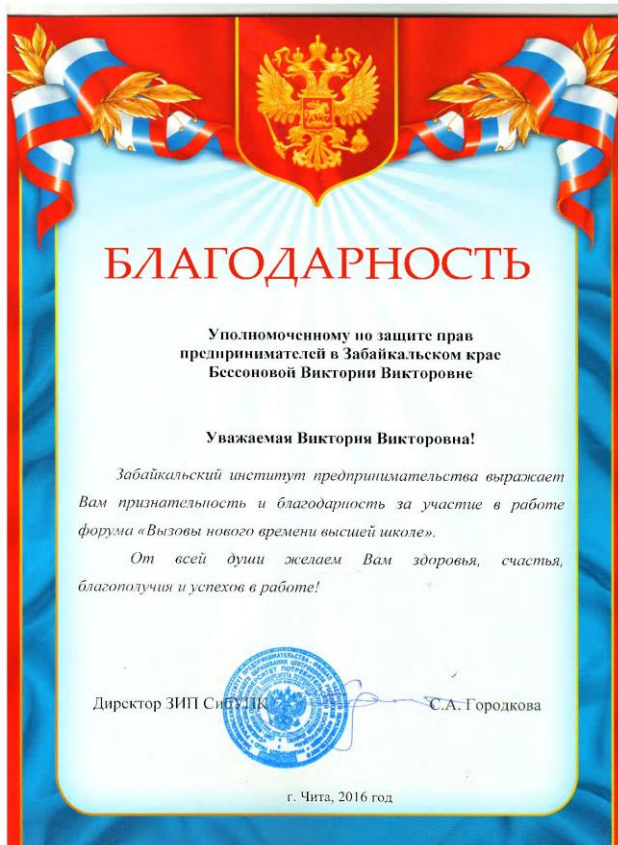 БЛАГОДАРНОСТЬ
Уполномоченному по защите прав
предпринимателей в Забайкальском крае
Бессоновой Виктории Викторовне
Уважаемая Виктория Викторовна!
Забайкальский институт предпринимательства выражает
Вам признательность и благодарность за участие в работе
форума «Вызовы нового времени высшей школе».
От всей души желаем Вам здоровья, счастья,
благополучия и успехов в работе!
Директор ЗИП СибУПК С.А. Городкова
г. Чита, 2016 год